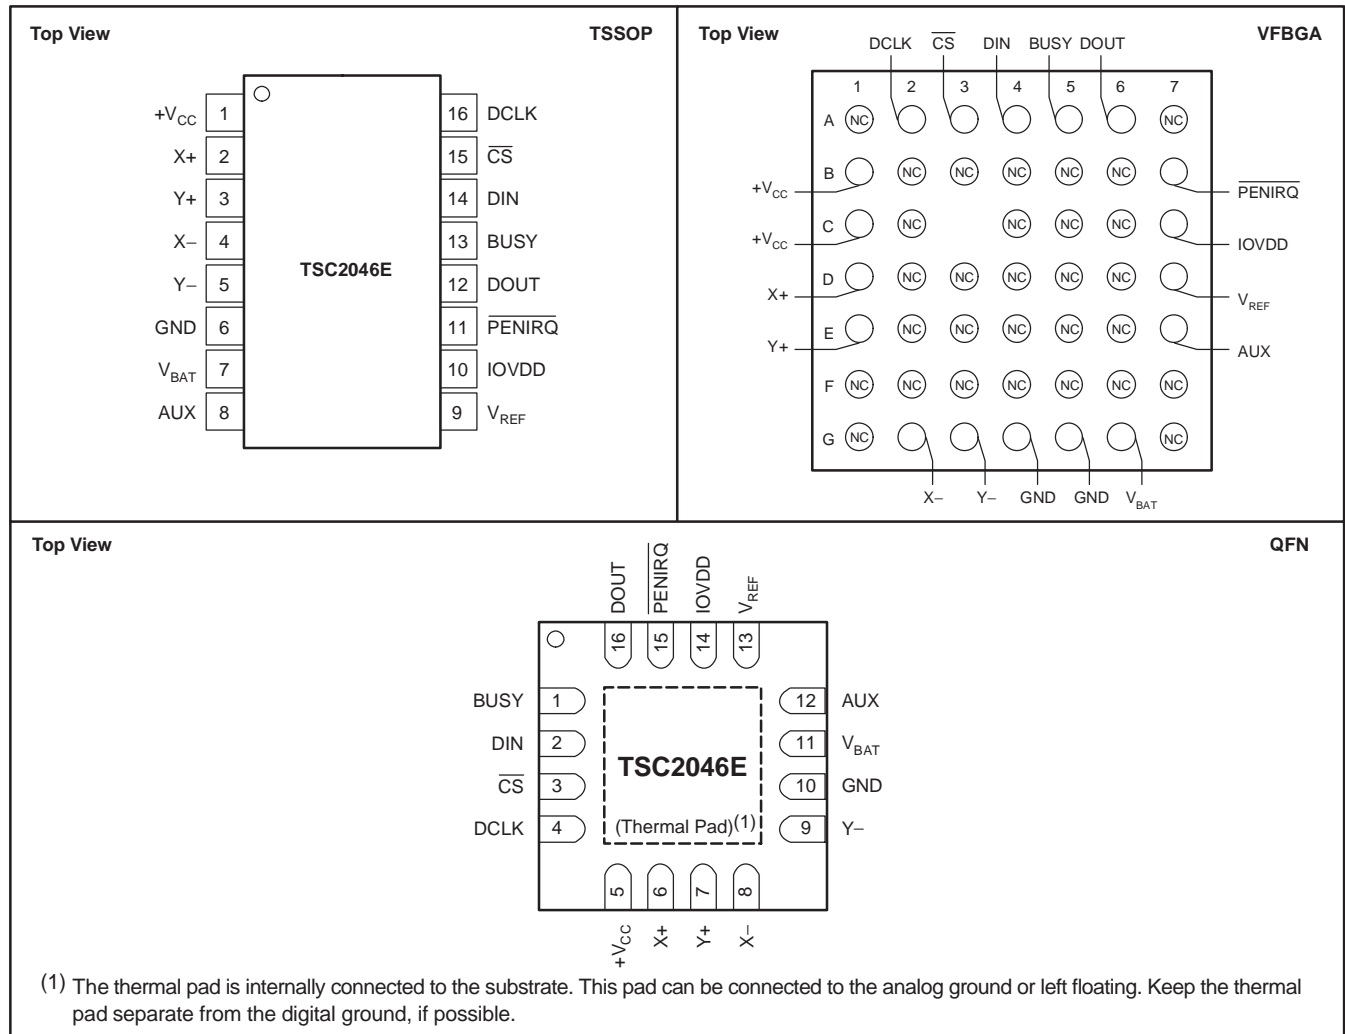 Top View TSSOP
+VCC 1 16 DCLK
X+ 2 15 CS
Y+ 3 14 DIN
X− 4 13 BUSY
TSC2046E
Y− 5 12 DOUT
GND 6 11 PENIRQ
VBAT 7 10 IOVDD
AUX 8 9 VREF
Top View VFBGA
DCLK CS DIN BUSY DOUT
1 2 3 4 5 6 7
A NC NC
B NC NC NC NC NC
+VCC PENIRQ
C NC NC NC NC
+VCC IOVDD
D NC NC NC NC NC
X+ VREF
E NC NC NC NC NC
Y+ AUX
F NC NC NC NC NC NC NC
G NC NC
X− Y− GND GND VBAT
Top View QFN
DOUT PENIRQ IOVDD VREF
16 15 14 13
BUSY 1 12 AUX
DIN 2 11 VBAT
TSC2046E
CS 3 10 GND
DCLK 4 (Thermal Pad)(1) 9 Y−
5 6 7 8
+VCC X+ Y+ X−
(1) The thermal pad is internally connected to the substrate. This pad can be connected to the analog ground or left floating. Keep the thermal
pad separate from the digital ground, if possible.